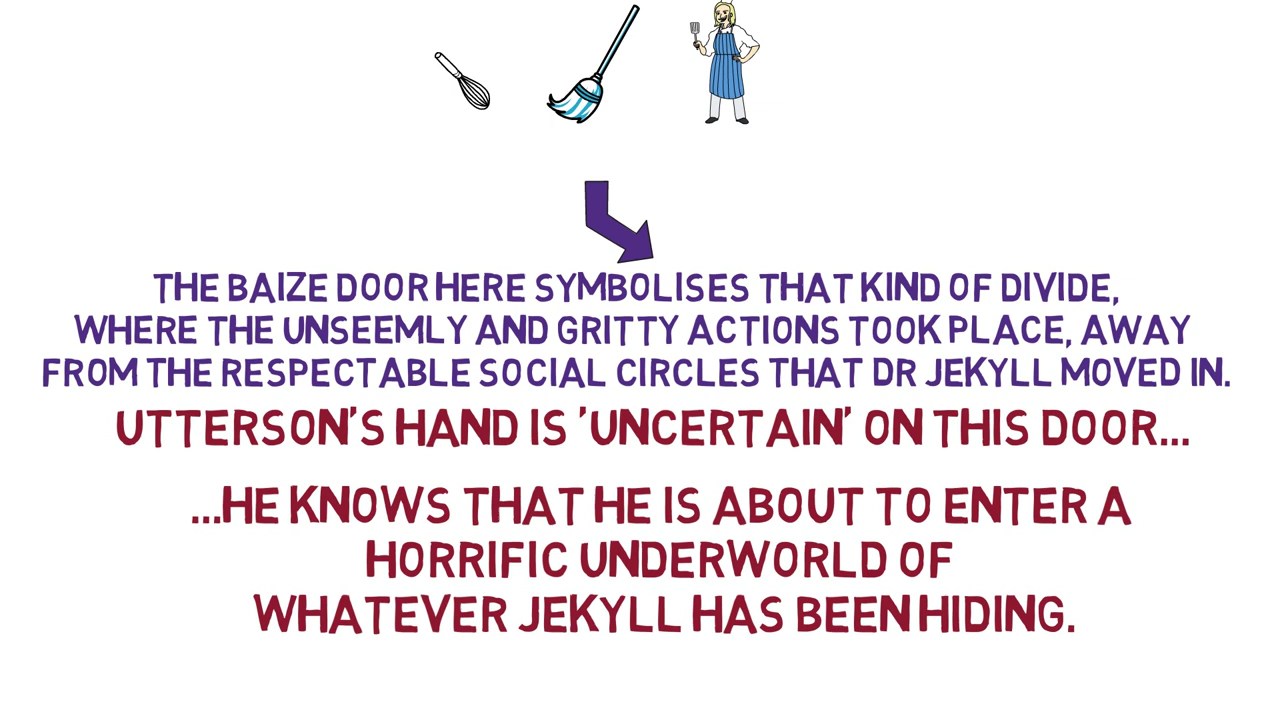 THE BAIZE DOOR HERE SYMBOLISES THAT KIND OF DIVIDE,
WHERE THE UNSEEMLY AND GRITTY ACTIONS TOOK PLACE, AWAY
FROM THE RESPECTABLE SOCIAL CIRCLES THAT DR JEKYLL MOVED IN.
UTTERSON'S HAND IS 'UNCERTAIN' ON THIS DOOR...
...HE KNOWS THAT HE IS ABOUT TO ENTER A
HORRIFIC UNDERWORLD OF
WHATEVER JEKYLL HAS BEEN HIDING.